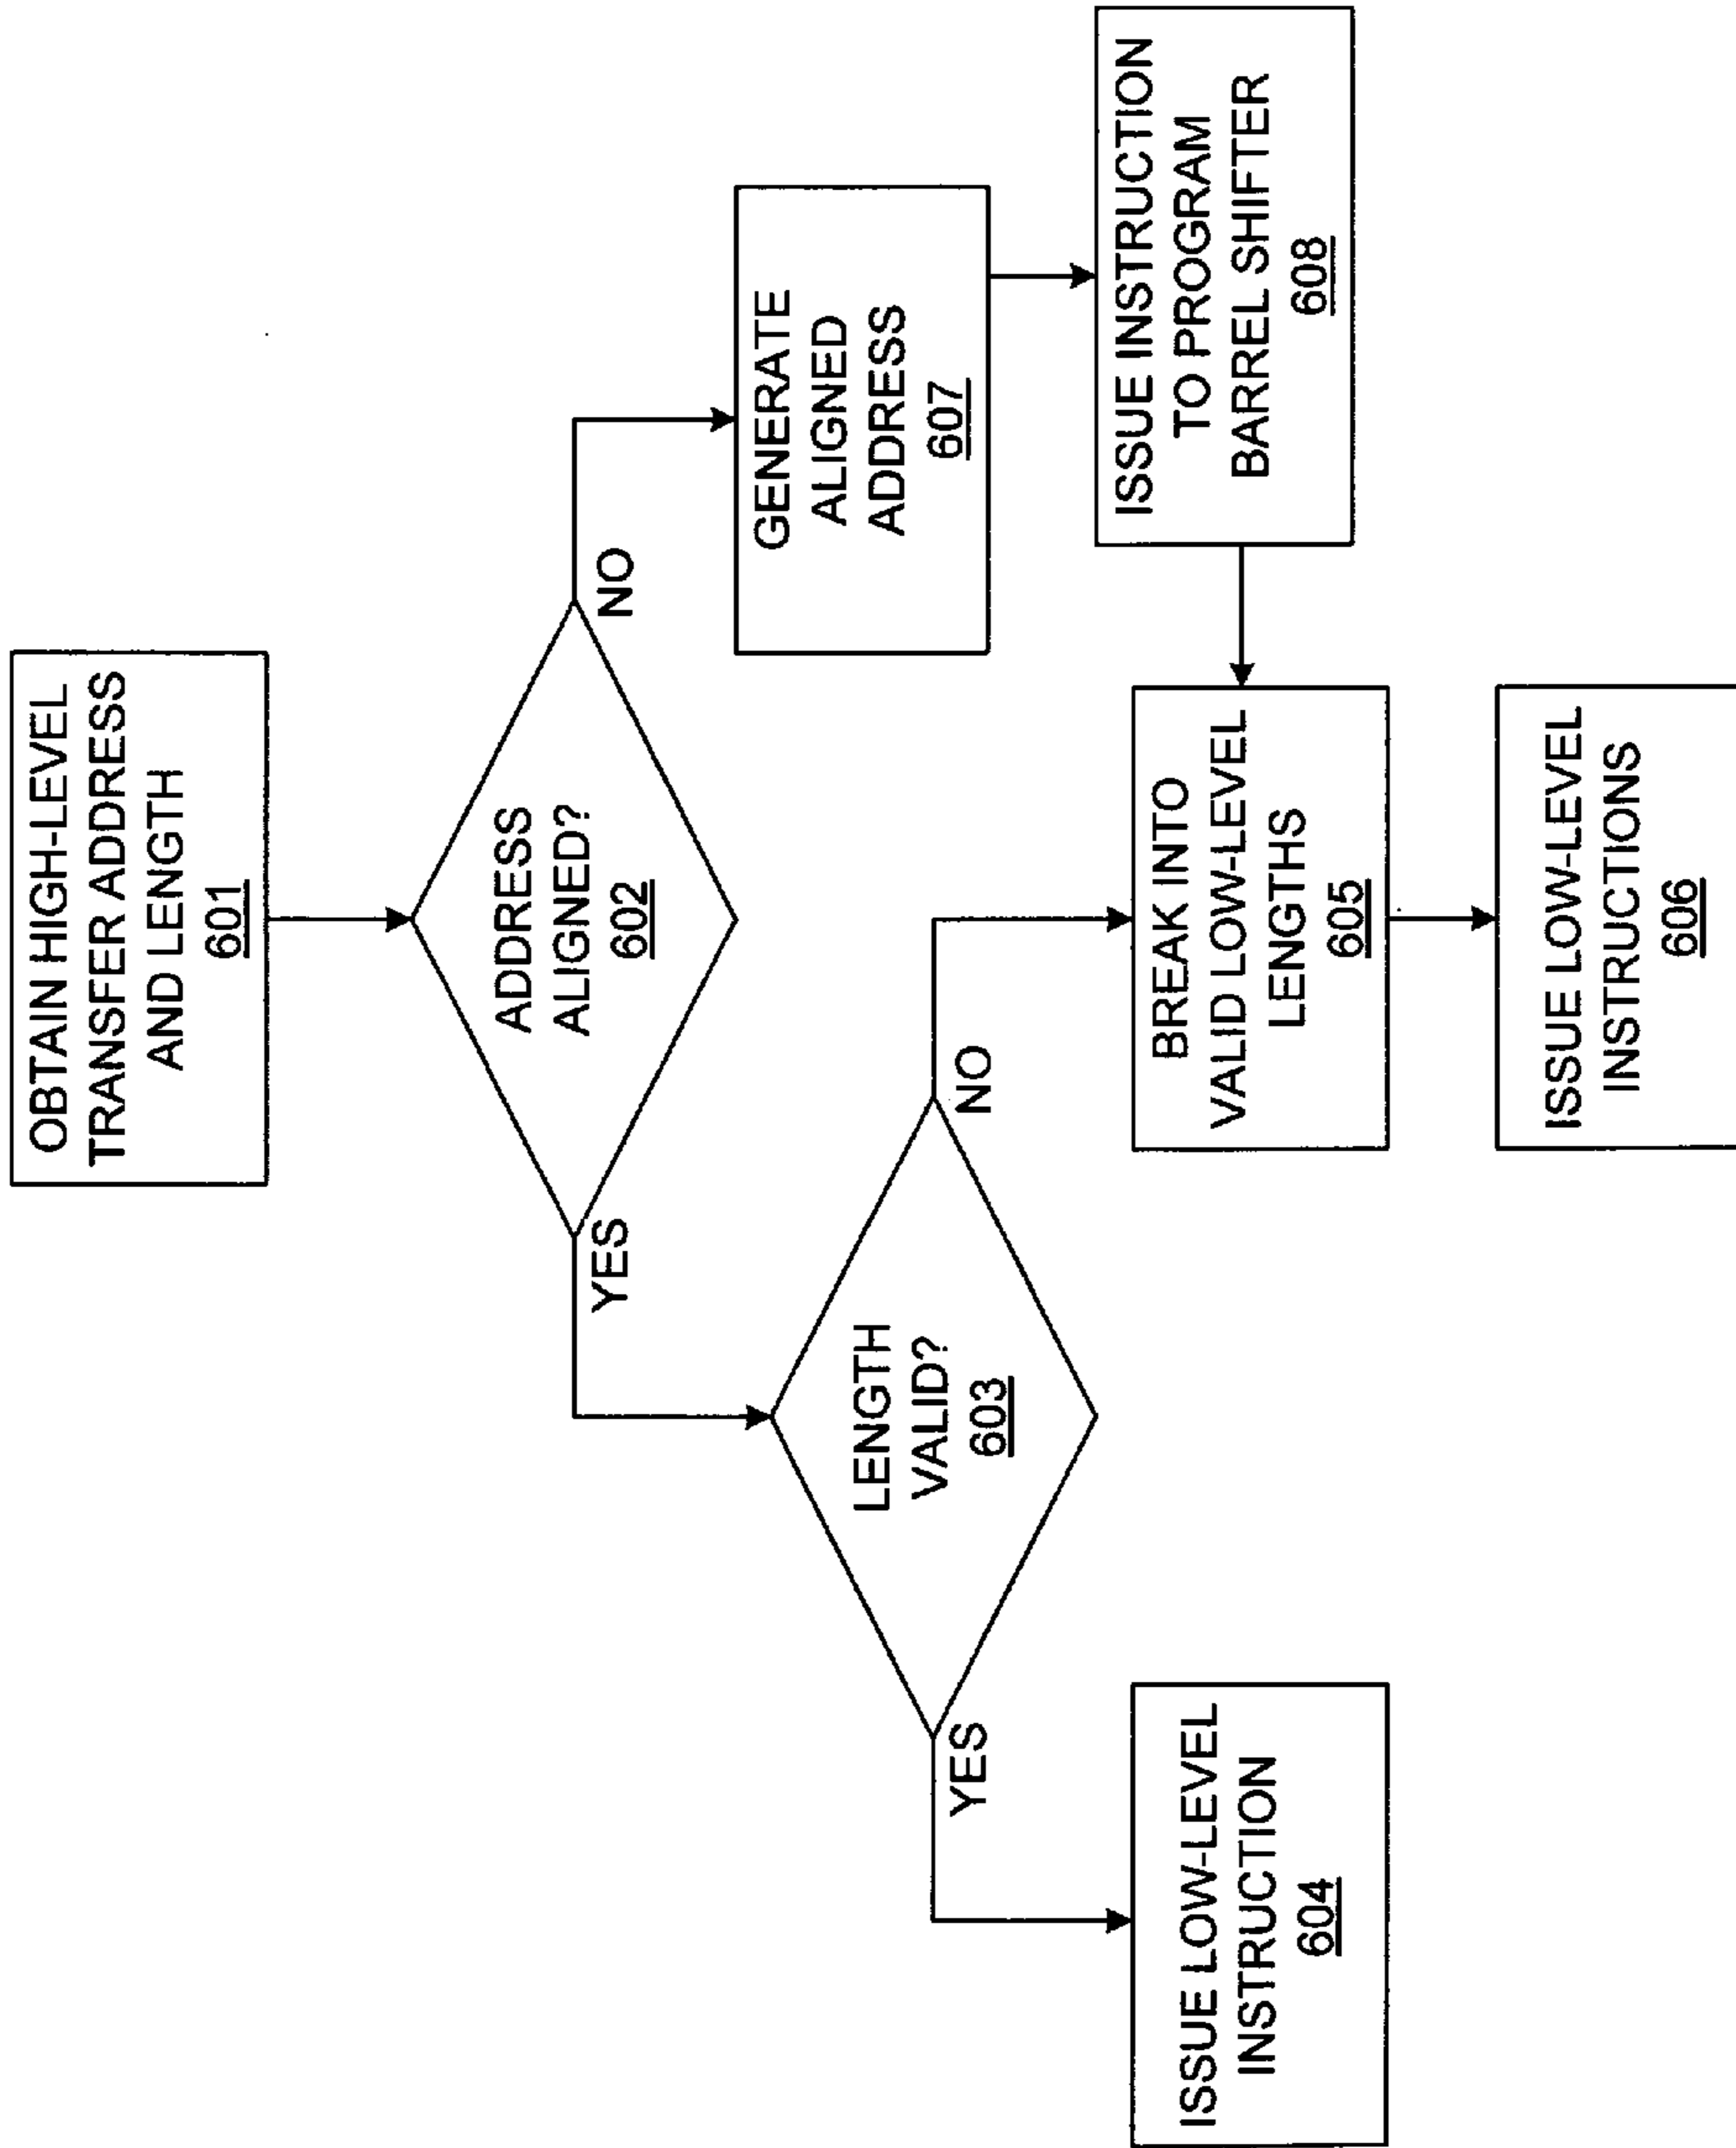 OBTAIN HIGH-LEVEL
TRANSFER ADDRESS
AND LENGTH
601
ADDRESS
ALIGNED?
602
YES
NO
LENGTH
VALID?
603
YES
NO
GENERATE
ALIGNED
ADDRESS
607
ISSUE LOW-LEVEL
INSTRUCTION
604
BREAK INTO
VALID LOW-LEVEL
LENGTHS
605
ISSUE INSTRUCTION
TO PROGRAM
BARREL SHIFTER
608
ISSUE LOW-LEVEL
INSTRUCTIONS
606